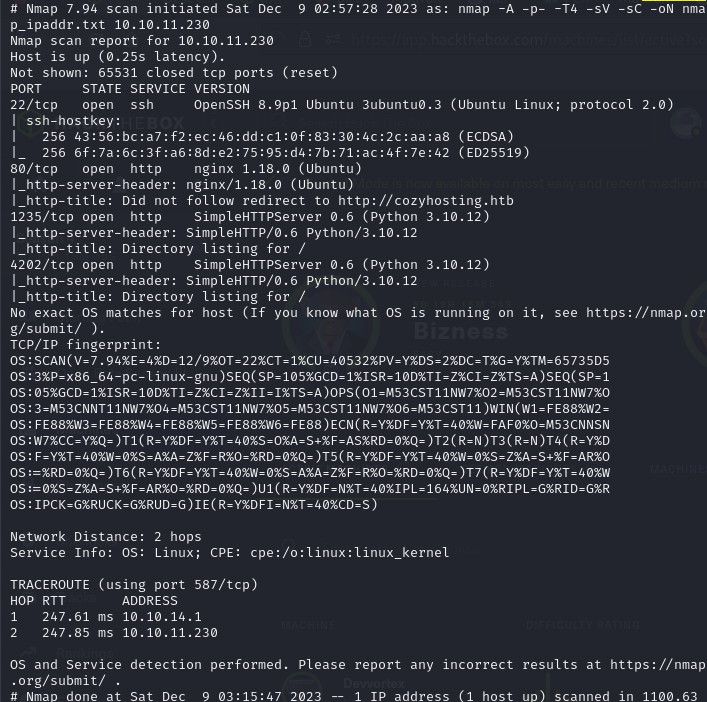 # Nmap 7.94 scan initiated Sat Dec  9 02:57:28 2023 as: nmap -A -p- -T4 -sV -sC -oN nma
p_ipaddr.txt 10.10.11.230
Nmap scan report for 10.10.11.230
Host is up (0.25s latency).
Not shown: 65531 closed tcp ports (reset)
PORT     STATE SERVICE VERSION
22/tcp   open  ssh     OpenSSH 8.9p1 Ubuntu 3ubuntu0.3 (Ubuntu Linux; protocol 2.0)
| ssh-hostkey:
|   256 43:56:bc:a7:f2:ec:46:dd:c1:0f:83:30:4c:2c:aa:a8 (ECDSA)
|_  256 6f:7a:6c:3f:a6:8d:e2:75:95:d4:7b:71:ac:4f:7e:42 (ED25519)
80/tcp   open  http    nginx 1.18.0 (Ubuntu)
|_http-server-header: nginx/1.18.0 (Ubuntu)
|_http-title: Did not follow redirect to http://cozyhosting.htb
1235/tcp open  http    SimpleHTTPServer 0.6 (Python 3.10.12)
|_http-server-header: SimpleHTTP/0.6 Python/3.10.12
|_http-title: Directory listing for /
4202/tcp open  http    SimpleHTTPServer 0.6 (Python 3.10.12)
|_http-server-header: SimpleHTTP/0.6 Python/3.10.12
|_http-title: Directory listing for /
No exact OS matches for host (If you know what OS is running on it, see https://nmap.or
g/submit/ ).
TCP/IP fingerprint:
OS:SCAN(V=7.94%E=4%D=12/9%OT=22%CT=1%CU=40532%PV=Y%DS=2%DC=T%G=Y%TM=65735D5
OS:3%P=x86_64-pc-linux-gnu)SEQ(SP=105%GCD=1%ISR=10D%TI=Z%CI=Z%TS=A)SEQ(SP=1
OS:05%GCD=1%ISR=10D%TI=Z%CI=Z%II=I%TS=A)OPS(O1=M53CST11NW7%O2=M53CST11NW7%O
OS:3=M53CNNT11NW7%O4=M53CST11NW7%O5=M53CST11NW7%O6=M53CST11)WIN(W1=FE88%W2=
OS:FE88%W3=FE88%W4=FE88%W5=FE88%W6=FE88)ECN(R=Y%DF=Y%T=40%W=FAF0%O=M53CNNSN
OS:W7%CC=Y%Q=)T1(R=Y%DF=Y%T=40%S=O%A=S+%F=AS%RD=0%Q=)T2(R=N)T3(R=N)T4(R=Y%D
OS:F=Y%T=40%W=0%S=A%A=Z%F=R%O=%RD=0%Q=)T5(R=Y%DF=Y%T=40%W=0%S=Z%A=S+%F=AR%O
OS:=%RD=0%Q=)T6(R=Y%DF=Y%T=40%W=0%S=A%A=Z%F=R%O=%RD=0%Q=)T7(R=Y%DF=Y%T=40%W
OS:=0%S=Z%A=S+%F=AR%O=%RD=0%Q=)U1(R=Y%DF=N%T=40%IPL=164%UN=0%RIPL=G%RID=G%R
OS:IPCK=G%RUCK=G%RUD=G)IE(R=Y%DFI=N%T=40%CD=S)
Network Distance: 2 hops
Service Info: OS: Linux; CPE: cpe:/o:linux:linux_kernel
TRACEROUTE (using port 587/tcp)
HOP RTT       ADDRESS
1   247.61 ms 10.10.14.1
2   247.85 ms 10.10.11.230
OS and Service detection performed. Please report any incorrect results at https://nmap
.org/submit/ .
# Nmap done at Sat Dec  9 03:15:47 2023 -- 1 IP address (1 host up) scanned in 1100.63
Bizness
MACHINE
DIFFICULTY RATING
Devvortex